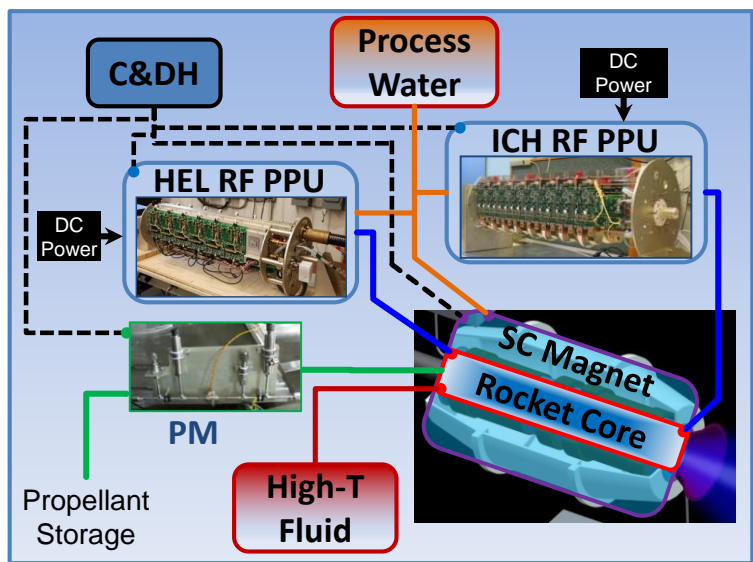 C&DH
Process
Water
DC
Power
ICH RF PPU
HEL RF PPU
DC
Power
SC Magnet
Rocket Core
PM
High-T
Fluid
Propellant
Storage